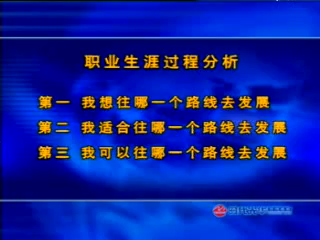 职业生涯过程分析
第一 我想往哪一个路线去发展
第二 我适合往哪一个路线去发展
第三 我可以往哪一个路线去发展